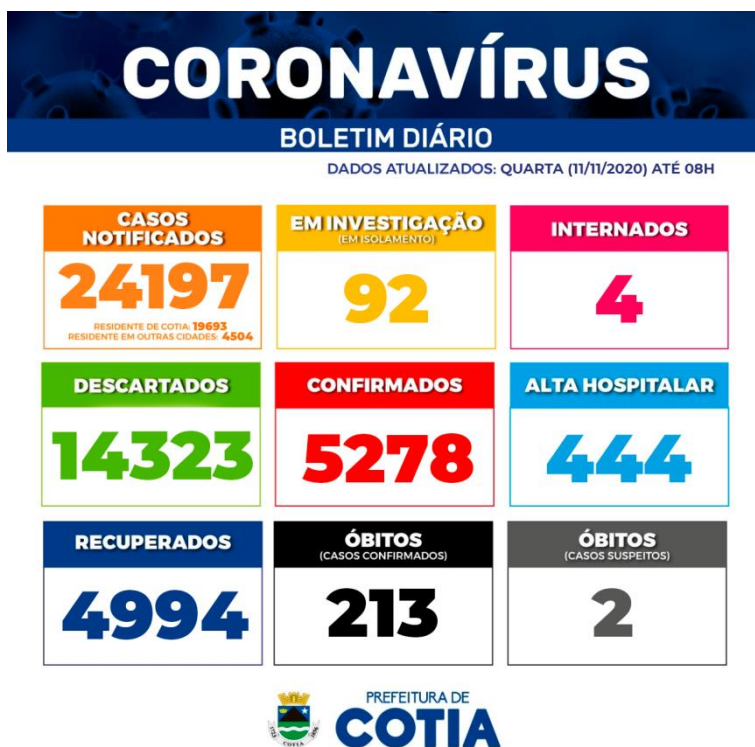 CORONAVÍRUS
BOLETIM DIÁRIO
DADOS ATUALIZADOS: QUARTA (11/11/2020) ATÉ 08H
CASOS
NOTIFICADOS
24197
RESIDENTE DE COTIA: 19693
RESIDENTE EM OUTRAS CIDADES: 4504
EM INVESTIGAÇÃO
(EM ISOLAMENTO)
92
INTERNADOS
4
DESCARTADOS
14323
CONFIRMADOS
5278
ALTA HOSPITALAR
444
RECUPERADOS
4994
ÓBITOS
(CASOS CONFIRMADOS)
213
ÓBITOS
(CASOS SUSPEITOS)
2
PREFEITURA DE
COTIA
COTIA